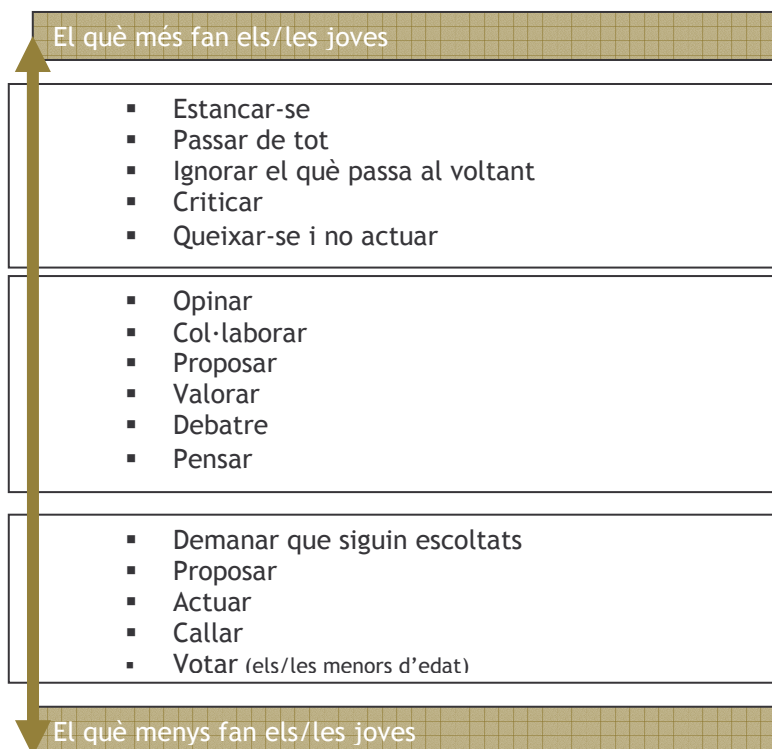 El què més fan els/les joves
▪ Estancar-se
▪ Passar de tot
▪ Ignorar el què passa al voltant
▪ Criticar
▪ Queixar-se i no actuar
▪ Opinar
▪ Col·laborar
▪ Proposar
▪ Valorar
▪ Debatre
▪ Pensar
▪ Demanar que siguin escoltats
▪ Proposar
▪ Actuar
▪ Callar
▪ Votar (els/les menors d’edat)
El què menys fan els/les joves